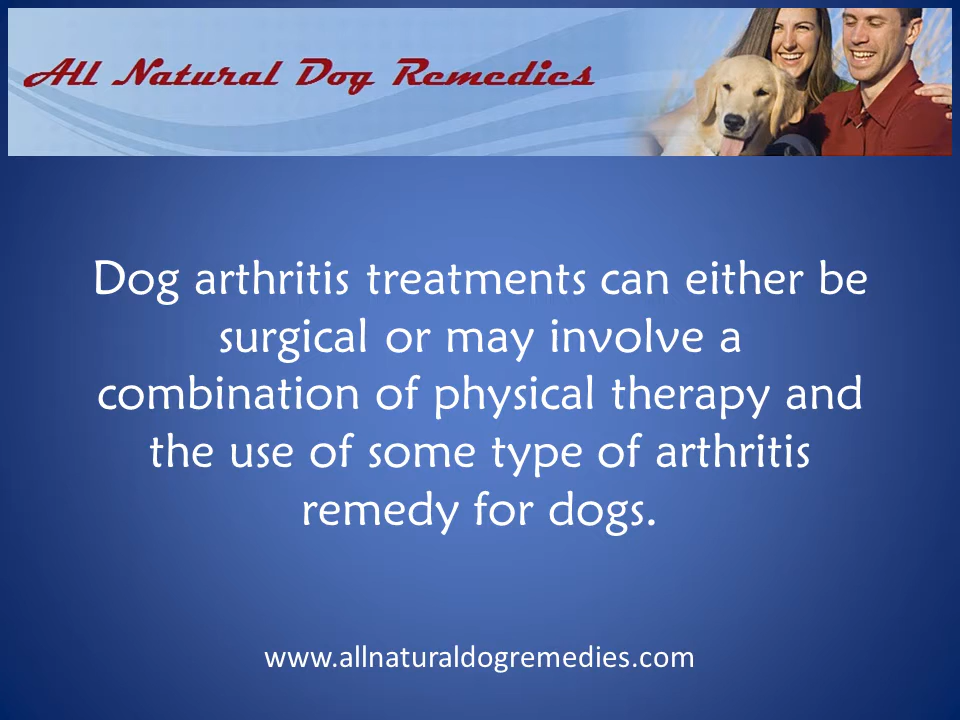 All Natural Dog Remedies
Dog arthritis treatments can either be
surgical or may involve a
combination of physical therapy and
the use of some type of arthritis
remedy for dogs.
www.allnaturaldogremedies.com